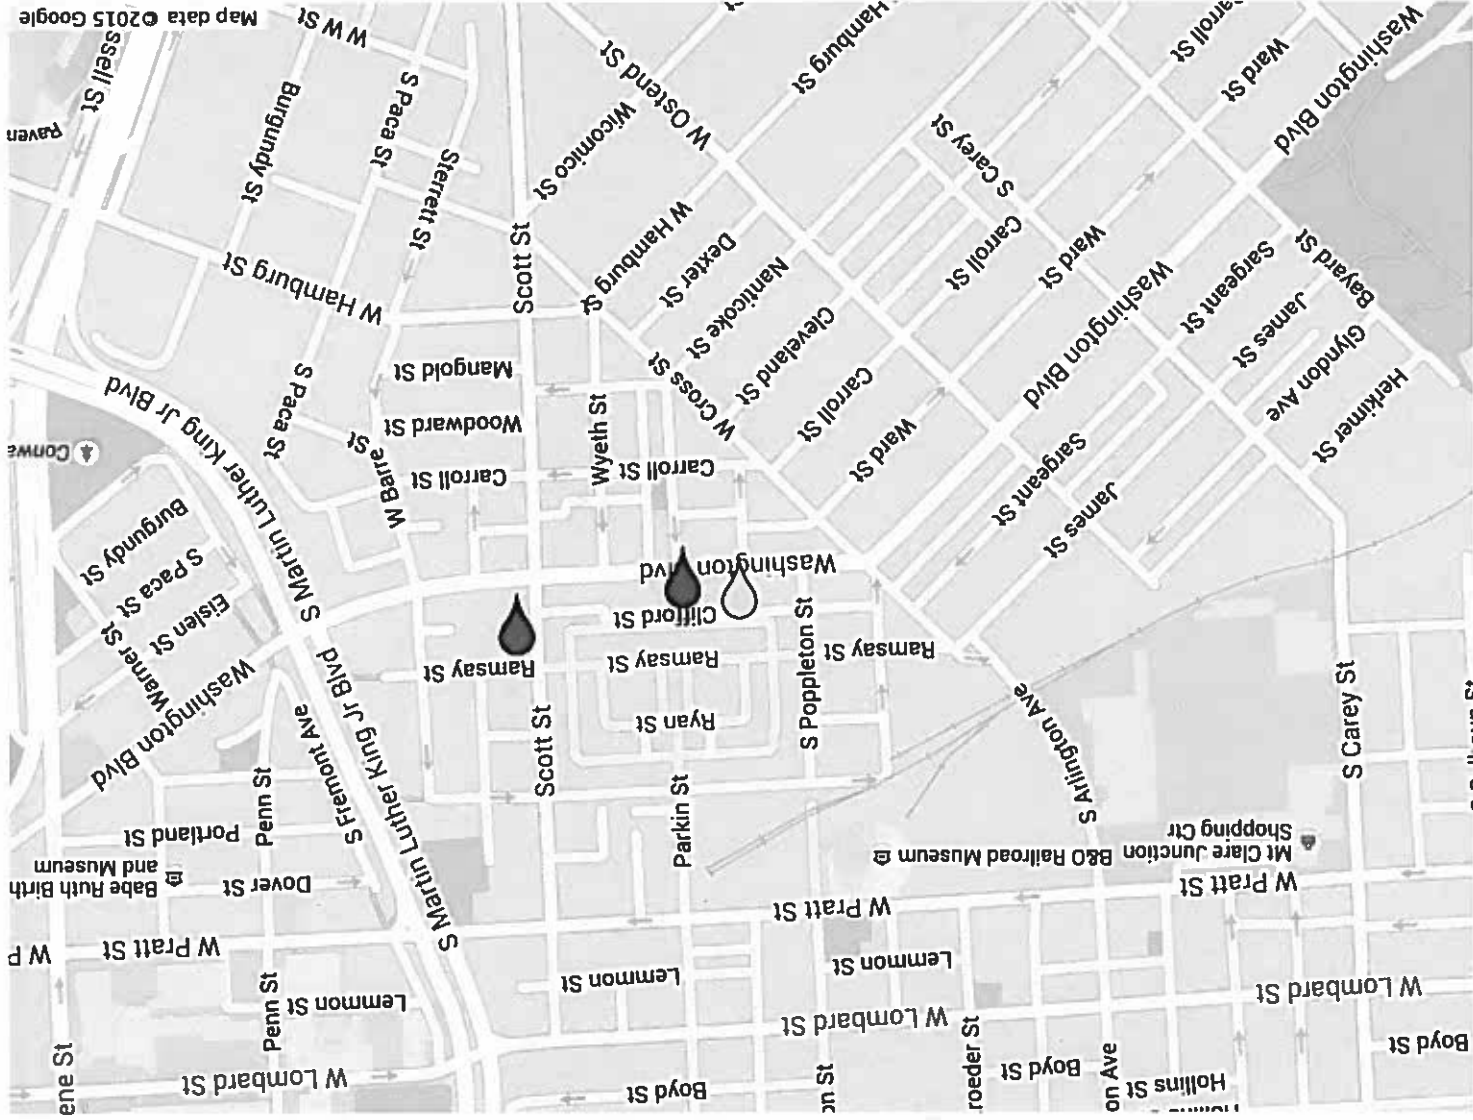 Hollins St
Boyd St
Boyd St
Boyd St
W Lombard St
W Lombard St
W Lombard St
Lemmon St
Lemmon St
Lemmon St
Penn St
W Pratt St
W Pratt St
W Pratt St
Mt Clare Junction
Shopping Ctr
B&O Railroad Museum
Dover St
Babe Ruth Birth
and Museum
Portland St
S Carey St
S Arlington Ave
Parkin St
Scott St
Penn St
S Fremont Ave
S Martin Luther King Jr Blvd
Washington Blvd
Ryan St
S Poppleton St
Ramsay St
Ramsay St
Ramsay St
Warner St
Eislen St
S Paca St
Burgundy St
Clifford St
Washington Blvd
James St
Sargeant St
Ward St
Carroll St
Carroll St
Carroll St
W Barre St
S Martin Luther King Jr Blvd
Conwa
Herkimer St
Glyndon Ave
James St
Sargeant St
Bayard St
Washington Blvd
Wyeth St
Woodward St
Mangold St
S Paca St
W Cross St
Cleveland St
Nanticoke St
Dexter St
W Hamburg St
W Hamburg St
Scott St
Ward St
Carroll St
S Carey St
Wicomico St
W Ostend St
Sterrett St
S Paca St
Burgundy St
Raven
Washington Blvd
Ward St
arroll St
Hamburg St
W W St
ssell St
Map data ©2015 Google